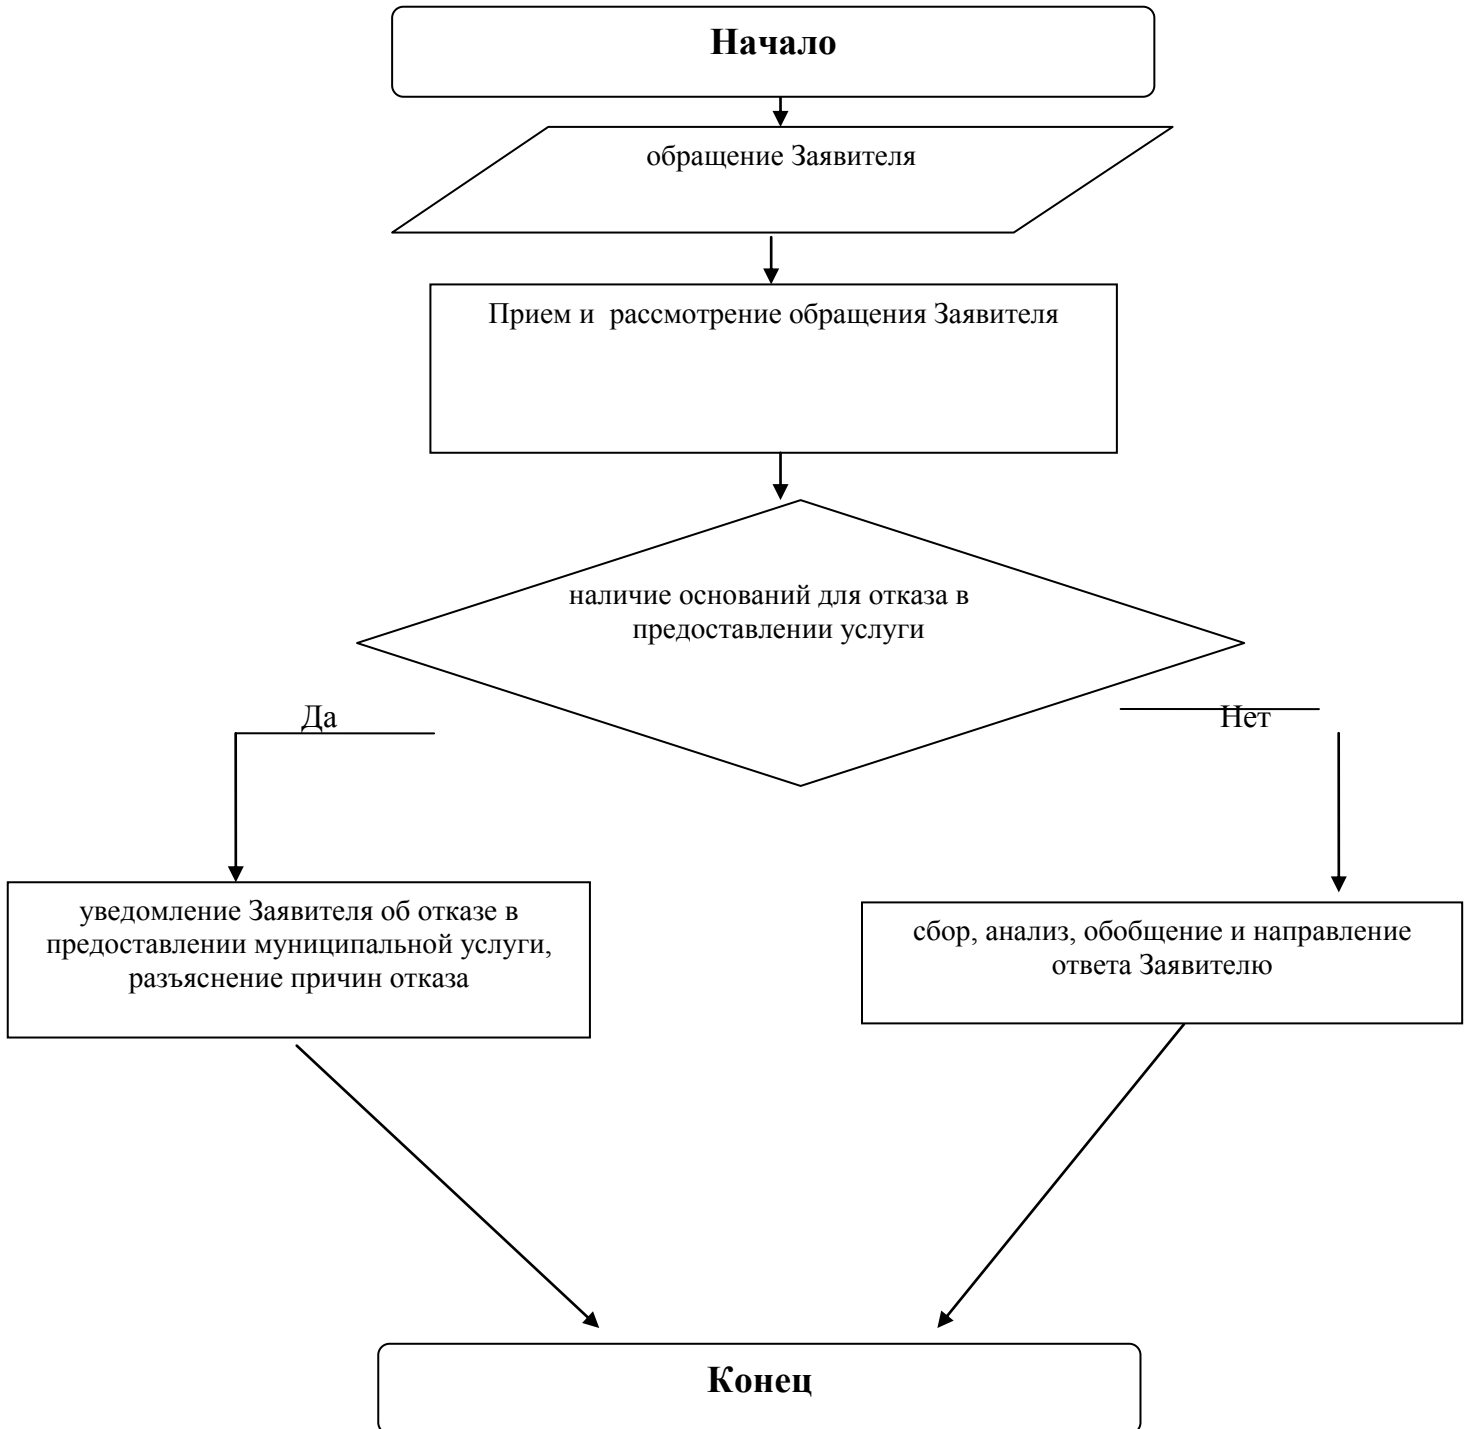 Начало
обращение Заявителя
Прием и  рассмотрение обращения Заявителя
наличие оснований для отказа в
предоставлении услуги
Да
Нет
уведомление Заявителя об отказе в
предоставлении муниципальной услуги,
разъяснение причин отказа
сбор, анализ, обобщение и направление
ответа Заявителю
Конец